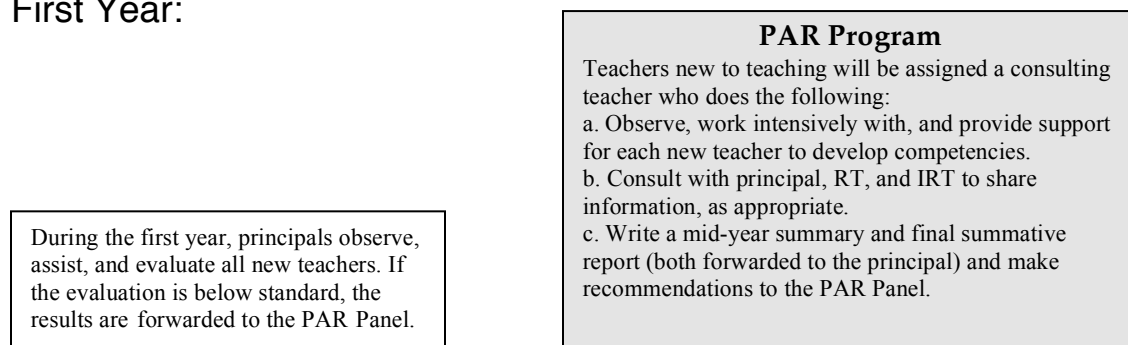 First Year:
PAR Program
Teachers new to teaching will be assigned a consulting
teacher who does the following:
a. Observe, work intensively with, and provide support
for each new teacher to develop competencies.
b. Consult with principal, RT, and IRT to share
information, as appropriate.
c. Write a mid-year summary and final summative
report (both forwarded to the principal) and make
recommendations to the PAR Panel.
During the first year, principals observe,
assist, and evaluate all new teachers. If
the evaluation is below standard, the
results are forwarded to the PAR Panel.